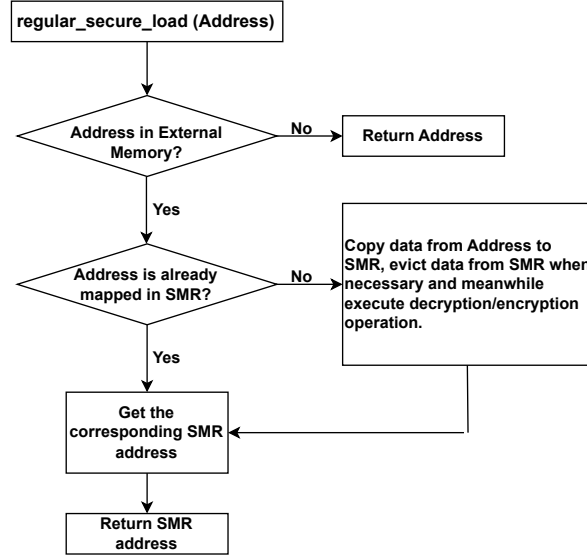 regular_secure_load (Address)
Address in External
Memory?
No
Return Address
Yes
Address is already
mapped in SMR?
No
Copy data from Address to
SMR, evict data from SMR when
necessary and meanwhile
execute decryption/encryption
operation.
Yes
Get the
corresponding SMR
address
Return SMR
address